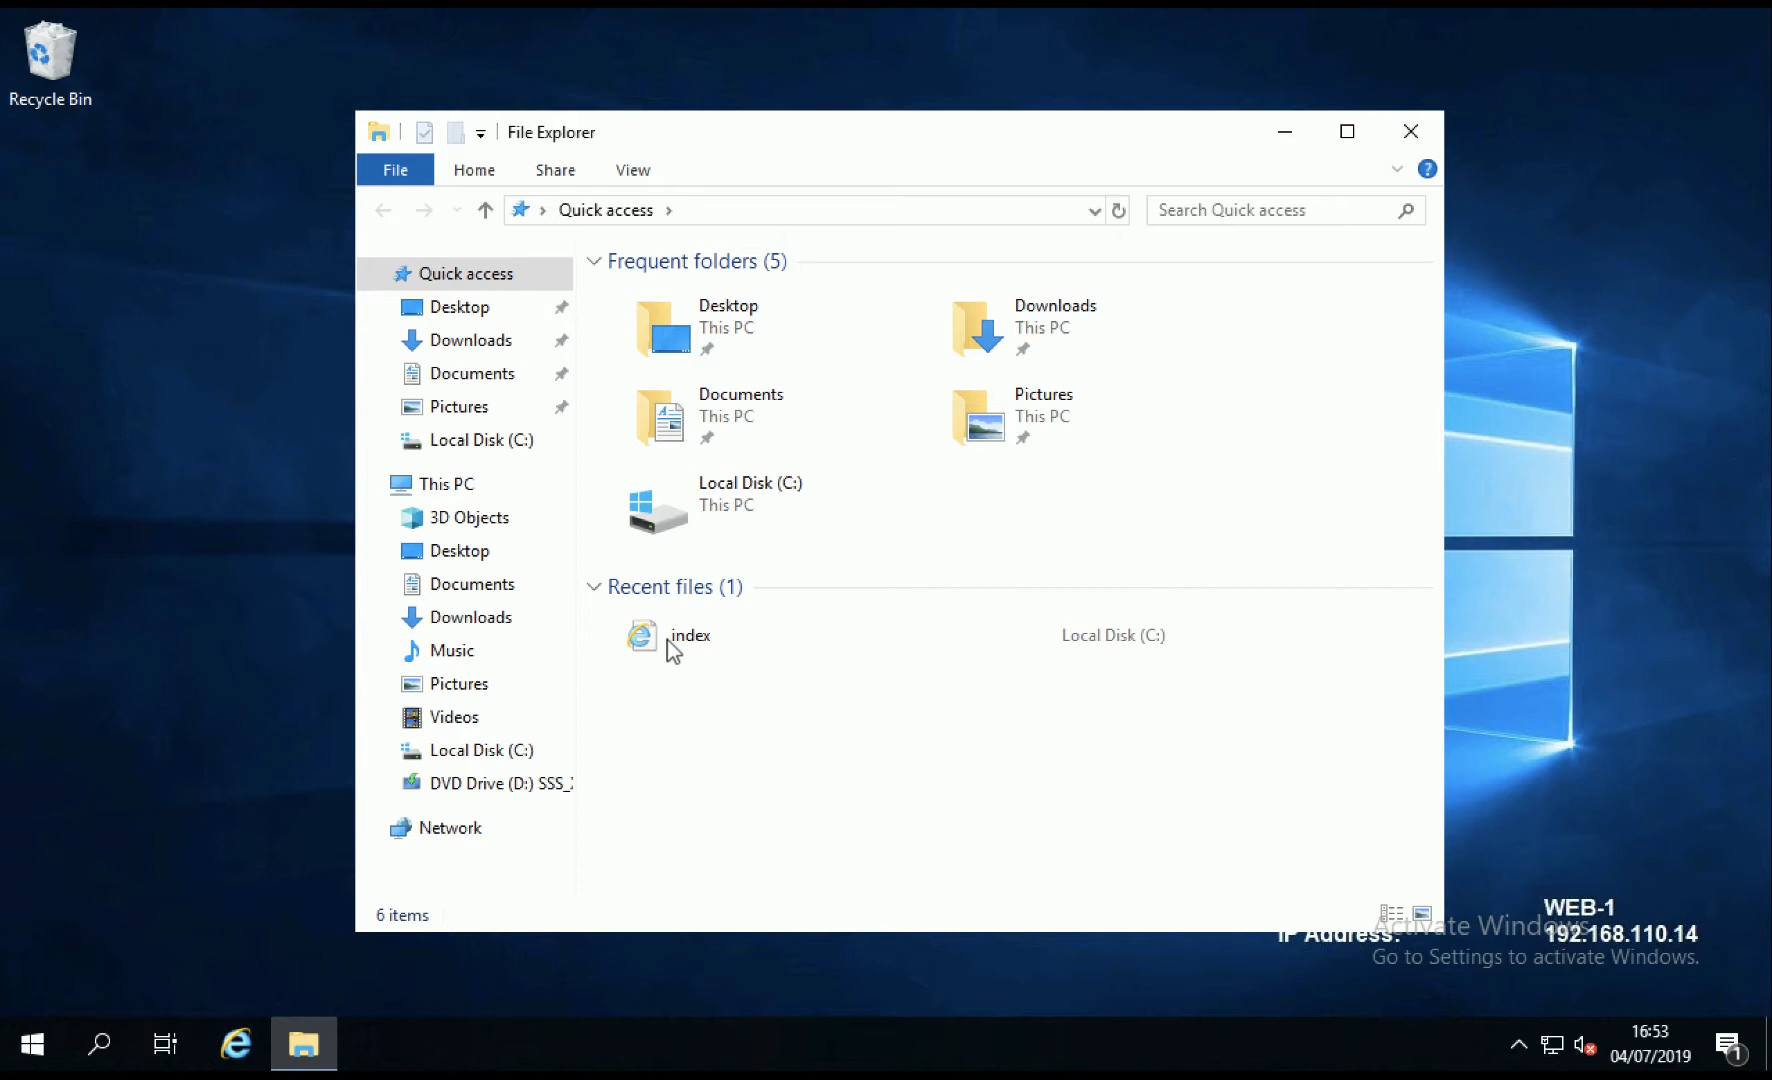 Recycle Bin
File Explorer
File Home Share View
Quick access
Search Quick access
Quick access
Desktop
Downloads
Documents
Pictures
Local Disk (C:)
This PC
3D Objects
Desktop
Documents
Downloads
Music
Pictures
Videos
Local Disk (C:)
DVD Drive (D:) SSS_
Network
Frequent folders (5)
Desktop
This PC
Downloads
This PC
Documents
This PC
Pictures
This PC
Local Disk (C:)
This PC
Recent files (1)
index Local Disk (C:)
6 items
WEB-1
IP Address: 192.168.110.14
Activate Windows
Go to Settings to activate Windows.
16:53
04/07/2019
1